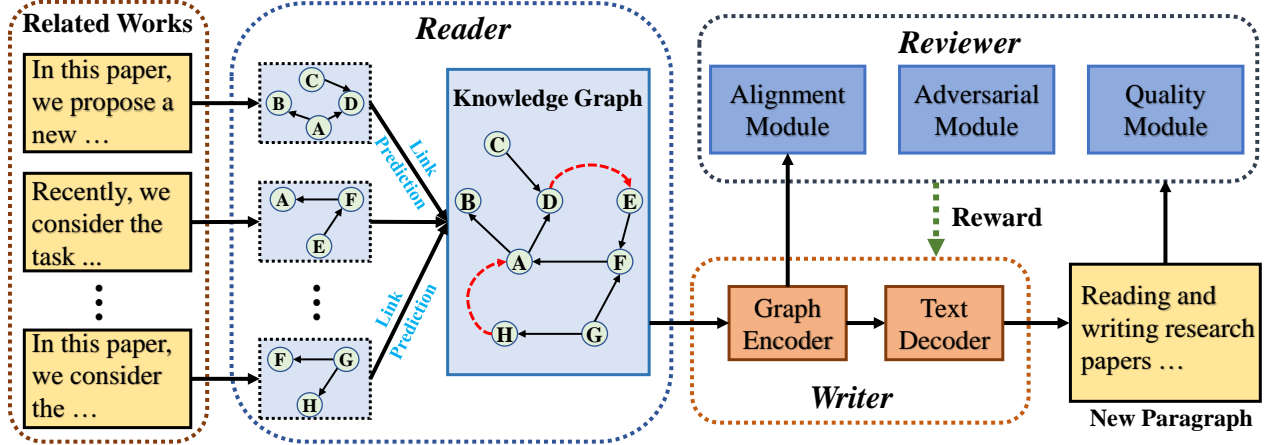 Related Works
In this paper,
we propose a
new …
Recently, we
consider the
task ...
In this paper,
we consider
the …
Reader
C
B
D
A
A
F
E
F
G
H
Link
Prediction
Link
Prediction
Knowledge Graph
C
B
D
E
A
F
H
G
Reviewer
Alignment
Module
Adversarial
Module
Quality
Module
Reward
Graph
Encoder
Text
Decoder
Writer
Reading and
writing research
papers …
New Paragraph